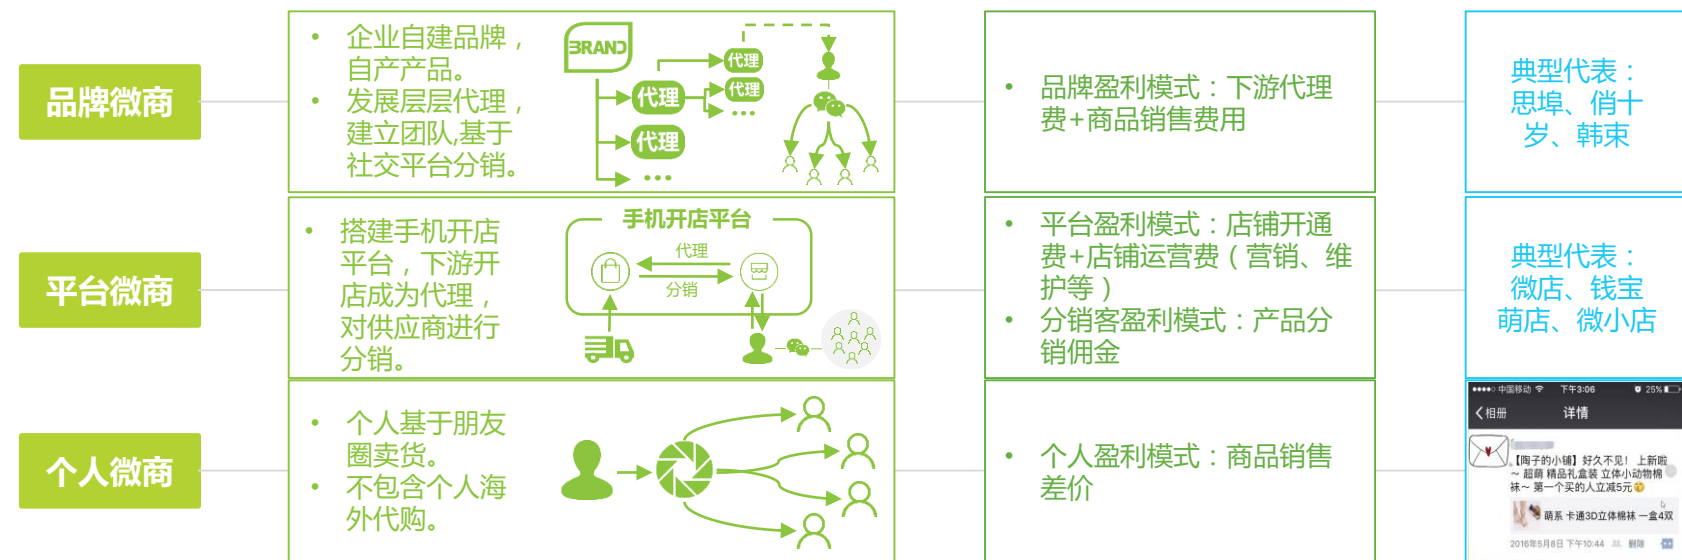 品牌微商
• 企业自建品牌，
自产产品。
• 发展层层代理，
建立团队,基于
社交平台分销。
BRAND
代理
代理
代理
...
代理
...
• 品牌盈利模式：下游代理
费+商品销售费用
典型代表：
思埠、俏十
岁、韩束
平台微商
• 搭建手机开店
平台，下游开
店成为代理，
对供应商进行
分销。
手机开店平台
代理
分销
• 平台盈利模式：店铺开通
费+店铺运营费（营销、维
护等）
• 分销客盈利模式：产品分
销佣金
典型代表：
微店、钱宝
萌店、微小店
个人微商
• 个人基于朋友
圈卖货。
• 不包含个人海
外代购。
• 个人盈利模式：商品销售
差价
中国移动 下午3:06 25%
相册 详情
【陶子的小铺】好久不见！ 上新啦
～ 超萌 精品礼盒装 立体小动物棉
袜～ 第一个买的人立减5元
萌系 卡通3D立体棉袜 一盒4双
2016年5月8日 下午10:44 删除